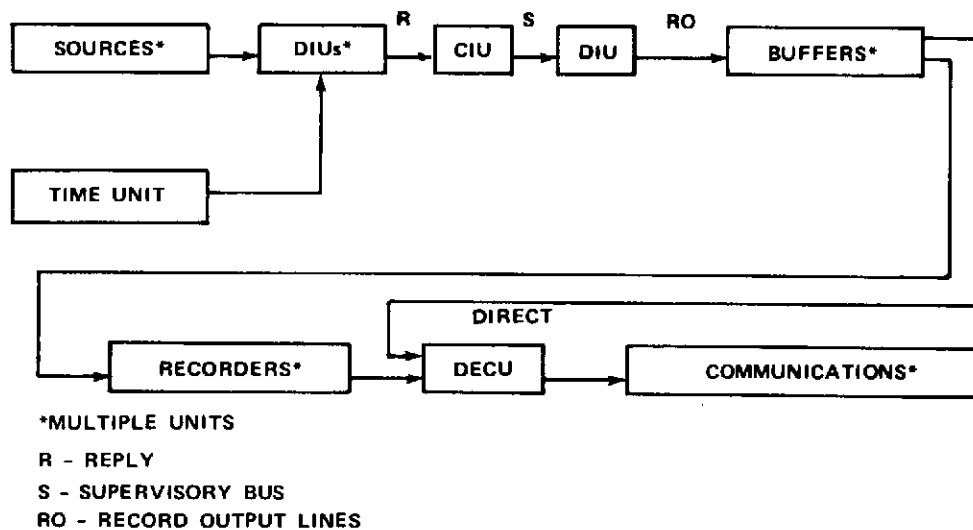 R S RO
SOURCES* DIUs* CIU DIU BUFFERS*
TIME UNIT
DIRECT
RECORDERS* DECU COMMUNICATIONS*
*MULTIPLE UNITS
R - REPLY
S - SUPERVISORY BUS
RO - RECORD OUTPUT LINES